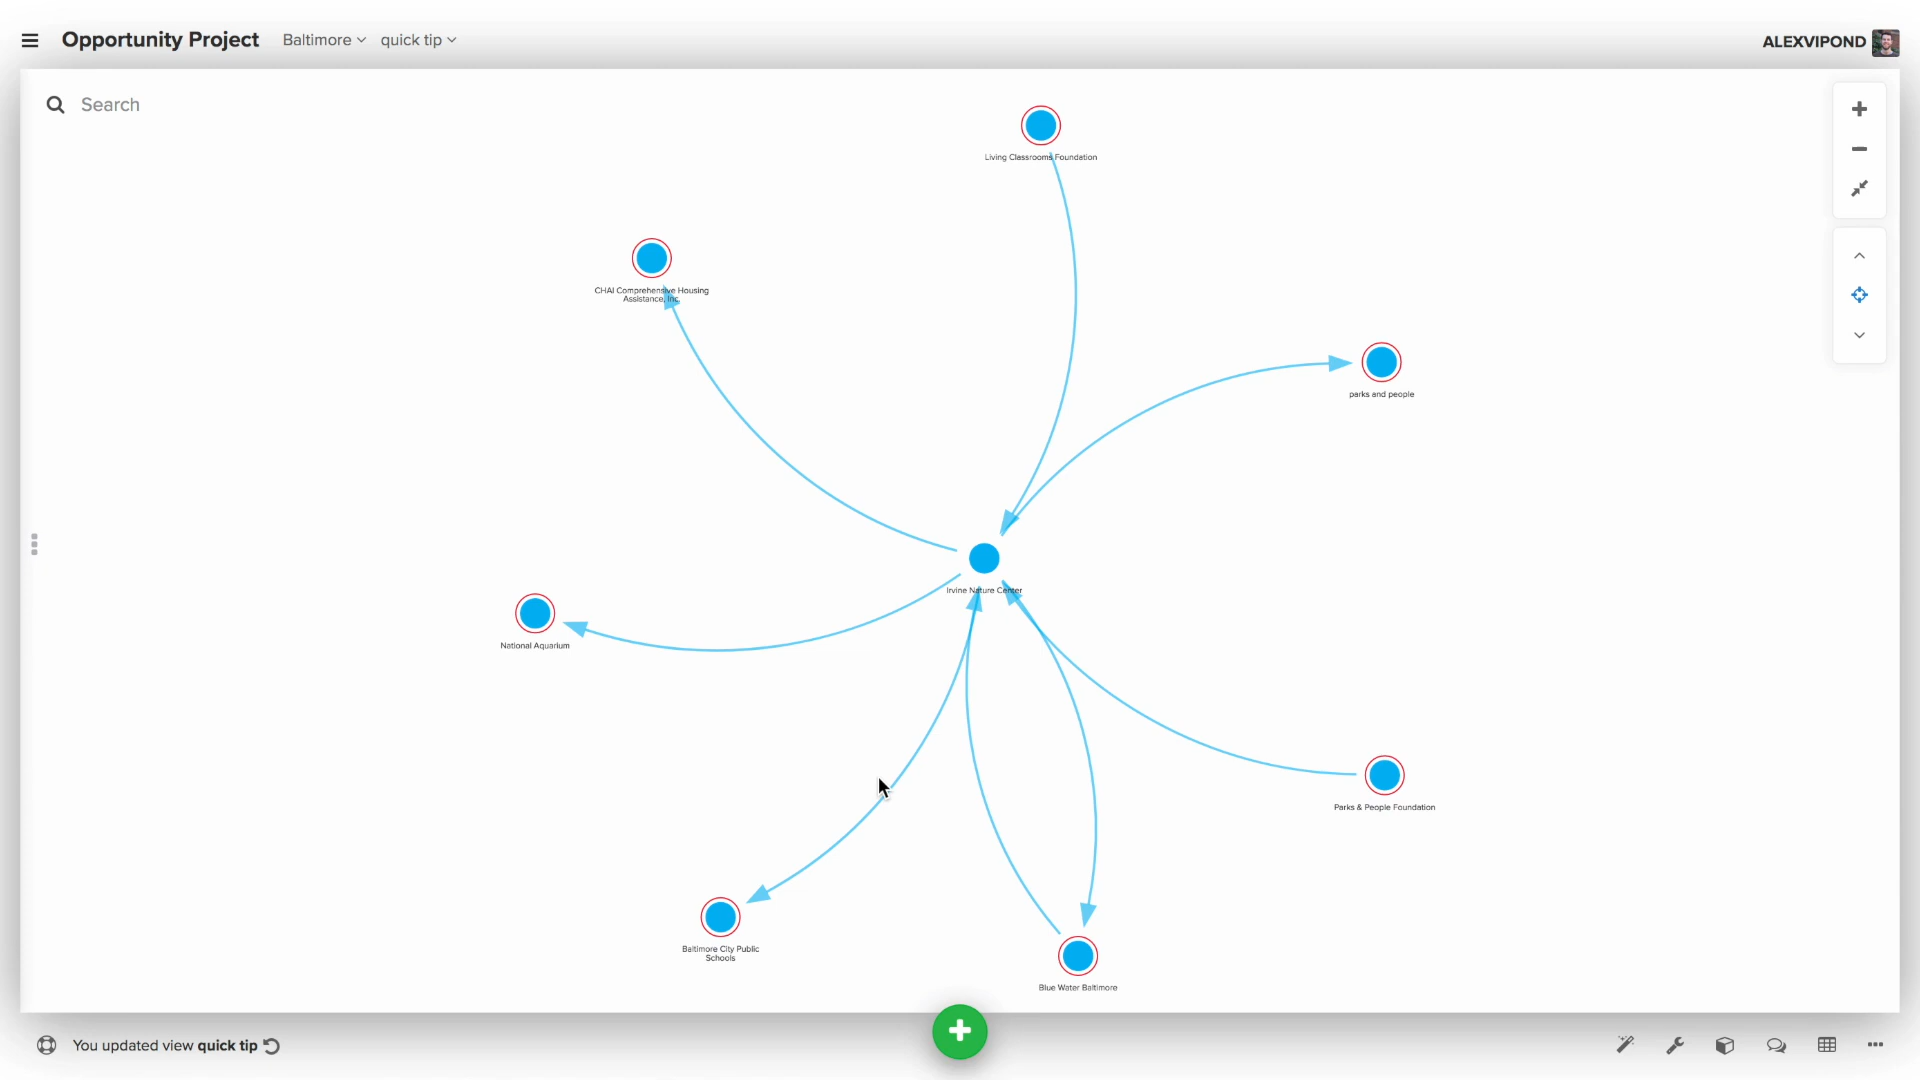 Opportunity Project Baltimore quick tip
ALEXVIPOND
Search
Living Classrooms Foundation
CHAI Comprehensive Housing
Assistance, Inc.
parks and people
Irvine Nature Center
National Aquarium
Parks & People Foundation
Baltimore City Public
Schools
Blue Water Baltimore
You updated view quick tip